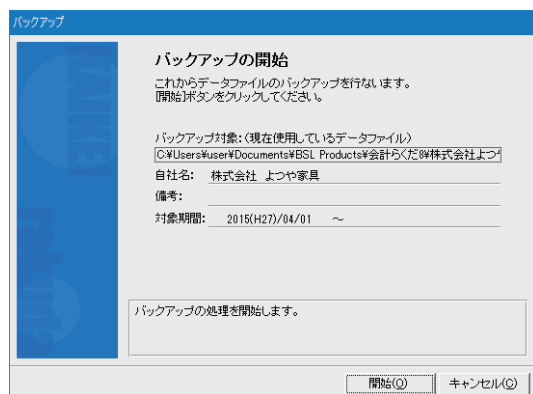 バックアップ
バックアップの開始
これからデータファイルのバックアップを行ないます。
[開始]ボタンをクリックしてください。
バックアップ対象:(現在使用しているデータファイル)
C:¥Users¥user¥Documents¥BSL Products¥会計らくだ8¥株式会社よつ
自社名: 株式会社 よつや家具
備考:
対象期間: 2015(H27)/04/01 ～
バックアップの処理を開始します。
開始(O) キャンセル(C)
KAIKEI
rakuda